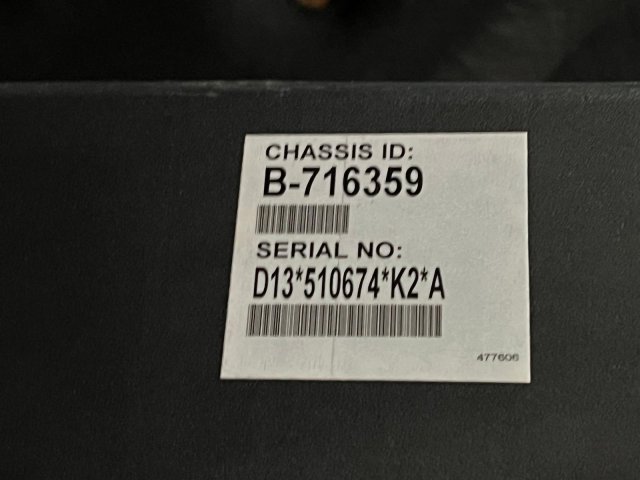 CHASSIS ID:
B-716359
SERIAL NO:
D13*510674*K2*A
477606